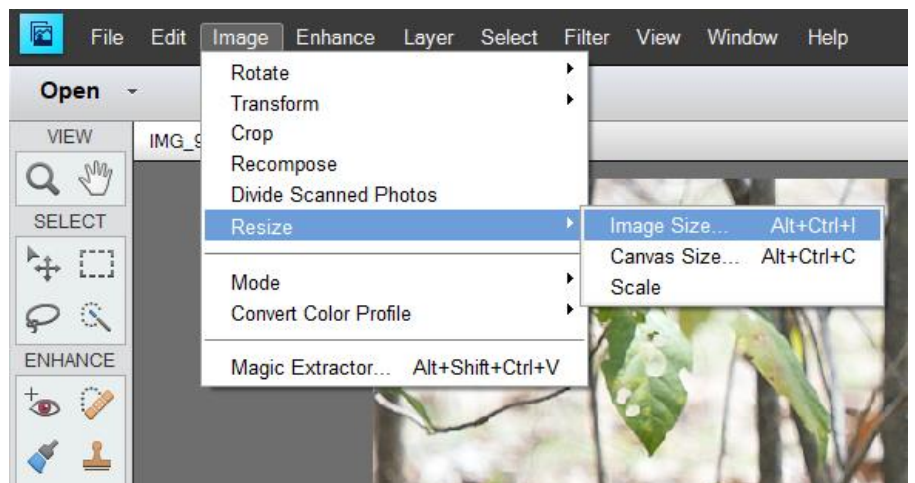 File Edit Image Enhance Layer Select Filter View Window Help
Open
VIEW
IMG_9
SELECT
ENHANCE
Rotate
Transform
Crop
Recompose
Divide Scanned Photos
Resize
Mode
Convert Color Profile
Magic Extractor... Alt+Shift+Ctrl+V
Image Size... Alt+Ctrl+I
Canvas Size... Alt+Ctrl+C
Scale